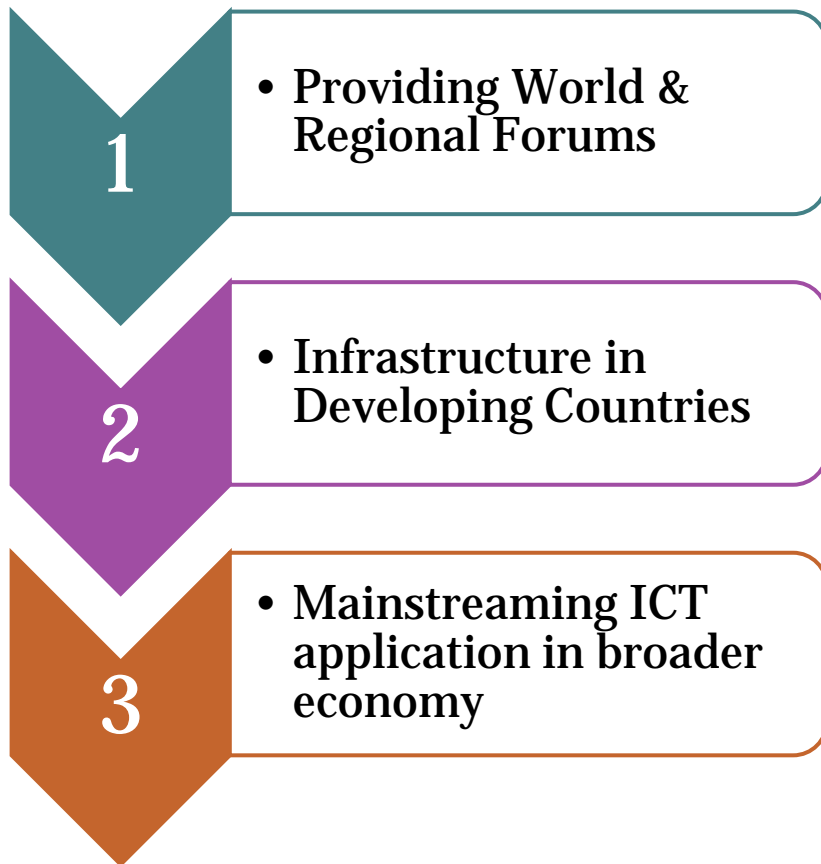 1
• Providing World &
Regional Forums
2
• Infrastructure in
Developing Countries
3
• Mainstreaming ICT
application in broader
economy